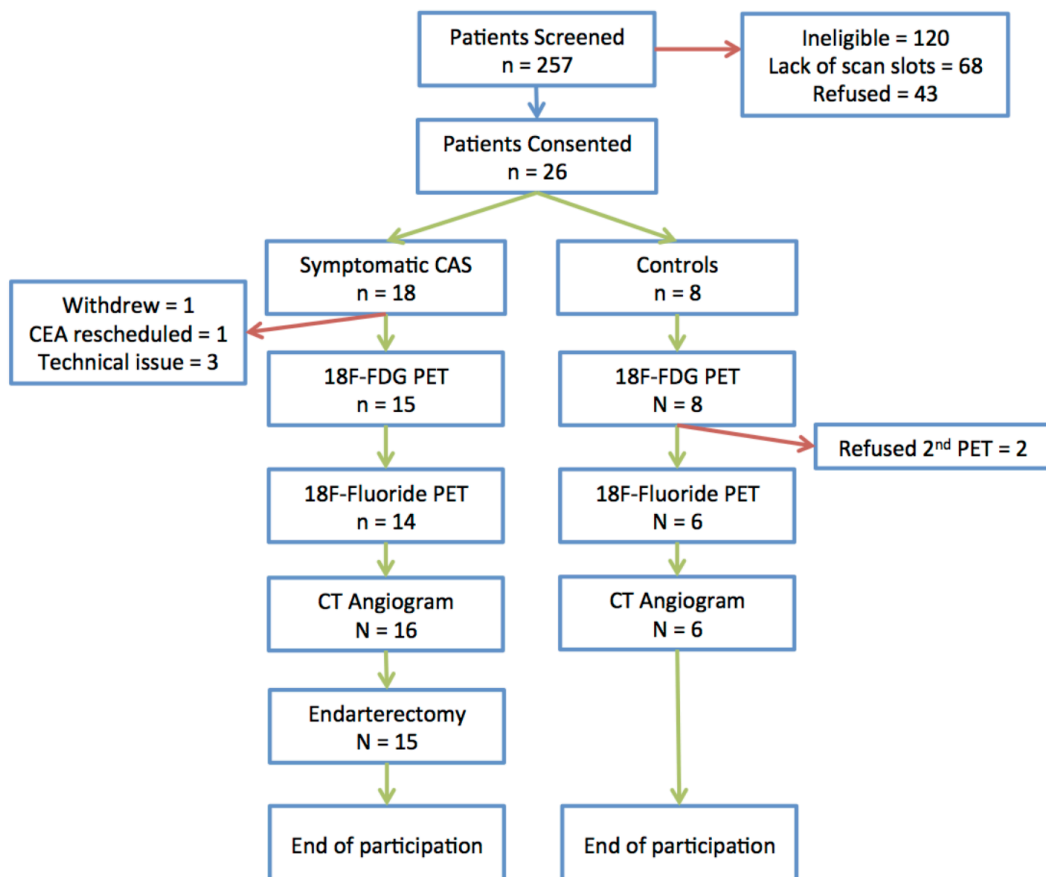 Patients Screened
n = 257
Ineligible = 120
Lack of scan slots = 68
Refused = 43
Patients Consented
n = 26
Symptomatic CAS
n = 18
Controls
n = 8
Withdrew = 1
CEA rescheduled = 1
Technical issue = 3
18F-FDG PET
n = 15
18F-FDG PET
N = 8
Refused 2nd PET = 2
18F-Fluoride PET
n = 14
18F-Fluoride PET
N = 6
CT Angiogram
N = 16
CT Angiogram
N = 6
Endarterectomy
N = 15
End of participation
End of participation